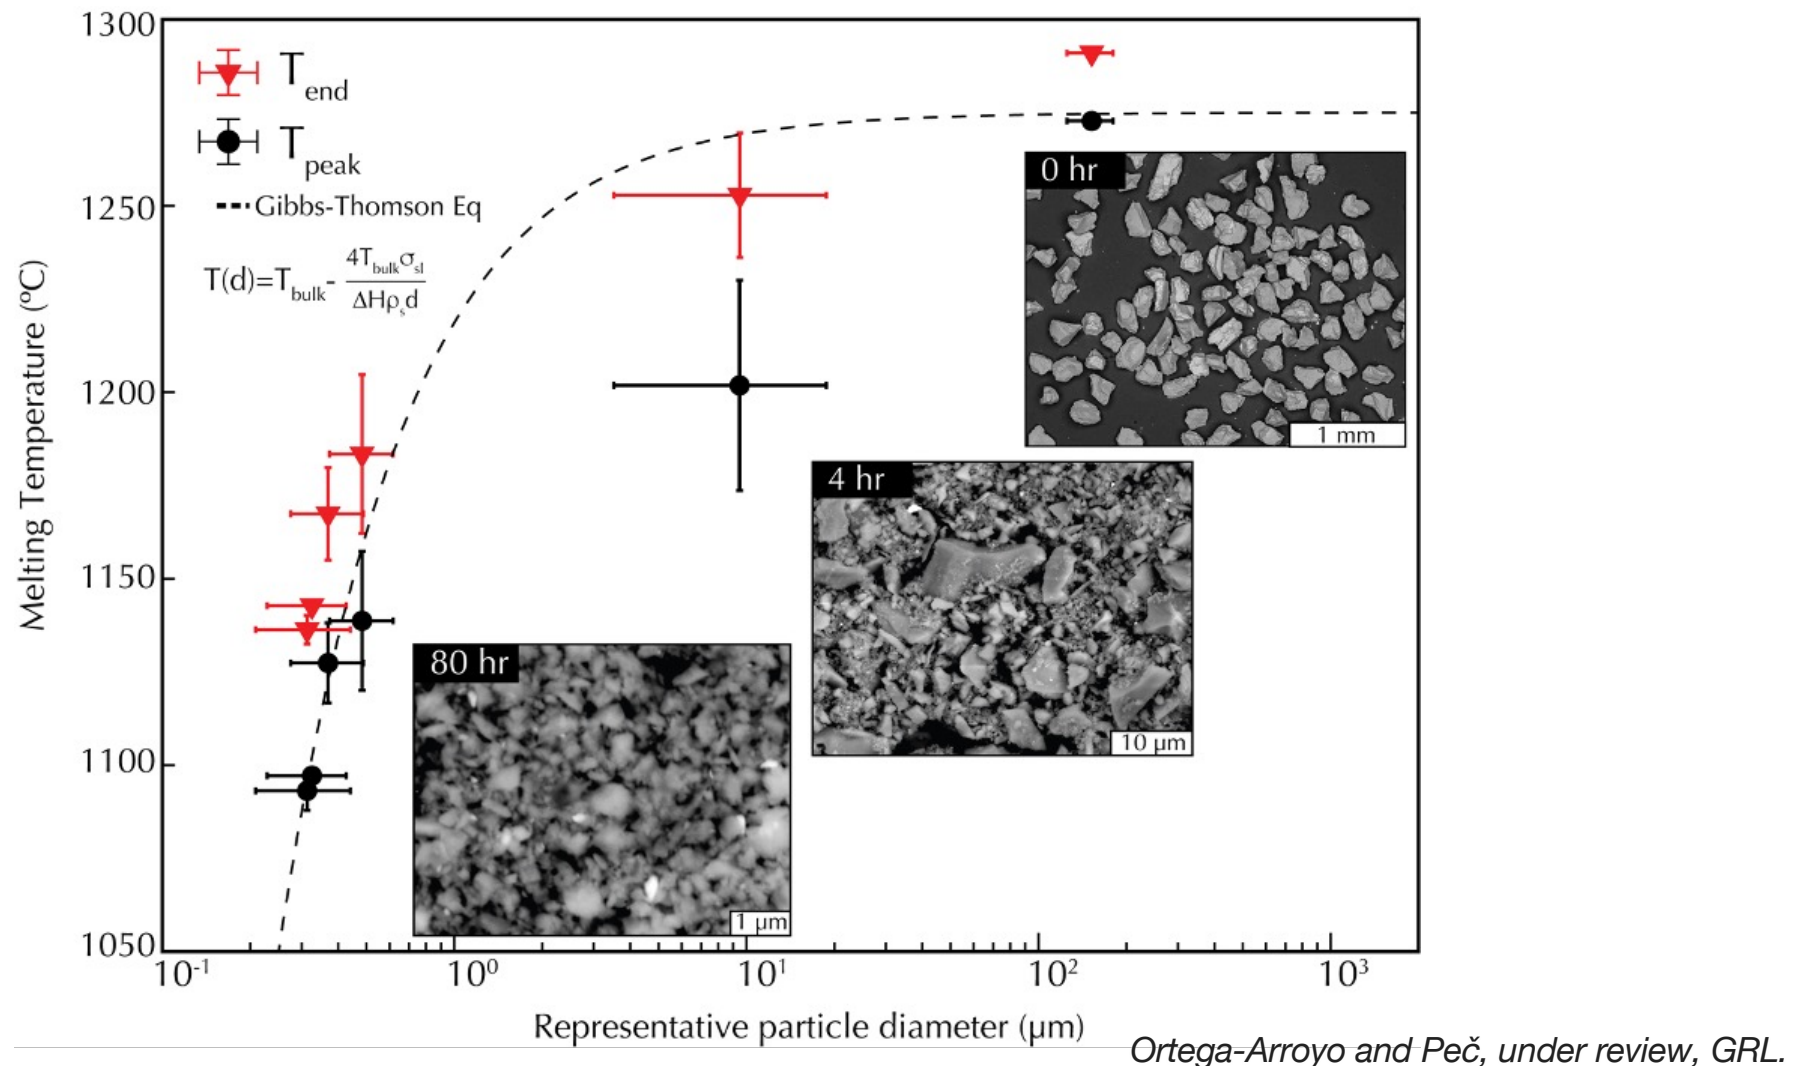 1300
1250
1200
1150
1100
1050
Melting Temperature (ºC)
T_end
T_peak
Gibbs-Thomson Eq
T(d)=T_bulk- 4T_bulkσ_sl / ΔHρ_sd
0 hr
1 mm
4 hr
10 µm
80 hr
1 µm
10^-1 10^0 10^1 10^2 10^3
Representative particle diameter (µm)
Ortega-Arroyo and Peč, under review, GRL.